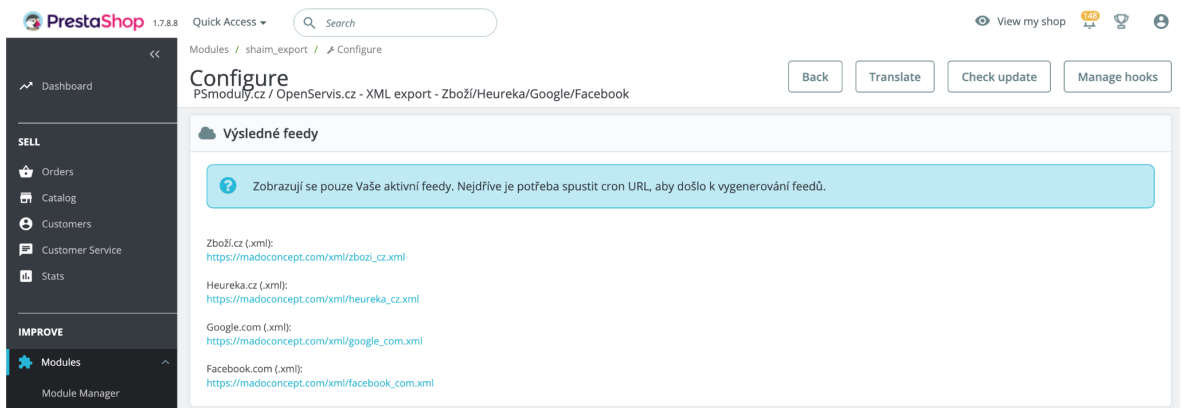 PrestaShop 1.7.8.8 Quick Access Search View my shop 148
Modules / shaim_export / Configure
Configure
PSmoduly.cz / OpenServis.cz - XML export - Zboží/Heureka/Google/Facebook
Back Translate Check update Manage hooks
Dashboard
SELL
Orders
Catalog
Customers
Customer Service
Stats
IMPROVE
Modules
Module Manager
Výsledné feedy
Zobrazují se pouze Vaše aktivní feedy. Nejdříve je potřeba spustit cron URL, aby došlo k vygenerování feedů.
Zboží.cz (.xml):
https://madoconcept.com/xml/zbozi_cz.xml
Heureka.cz (.xml):
https://madoconcept.com/xml/heureka_cz.xml
Google.com (.xml):
https://madoconcept.com/xml/google_com.xml
Facebook.com (.xml):
https://madoconcept.com/xml/facebook_com.xml